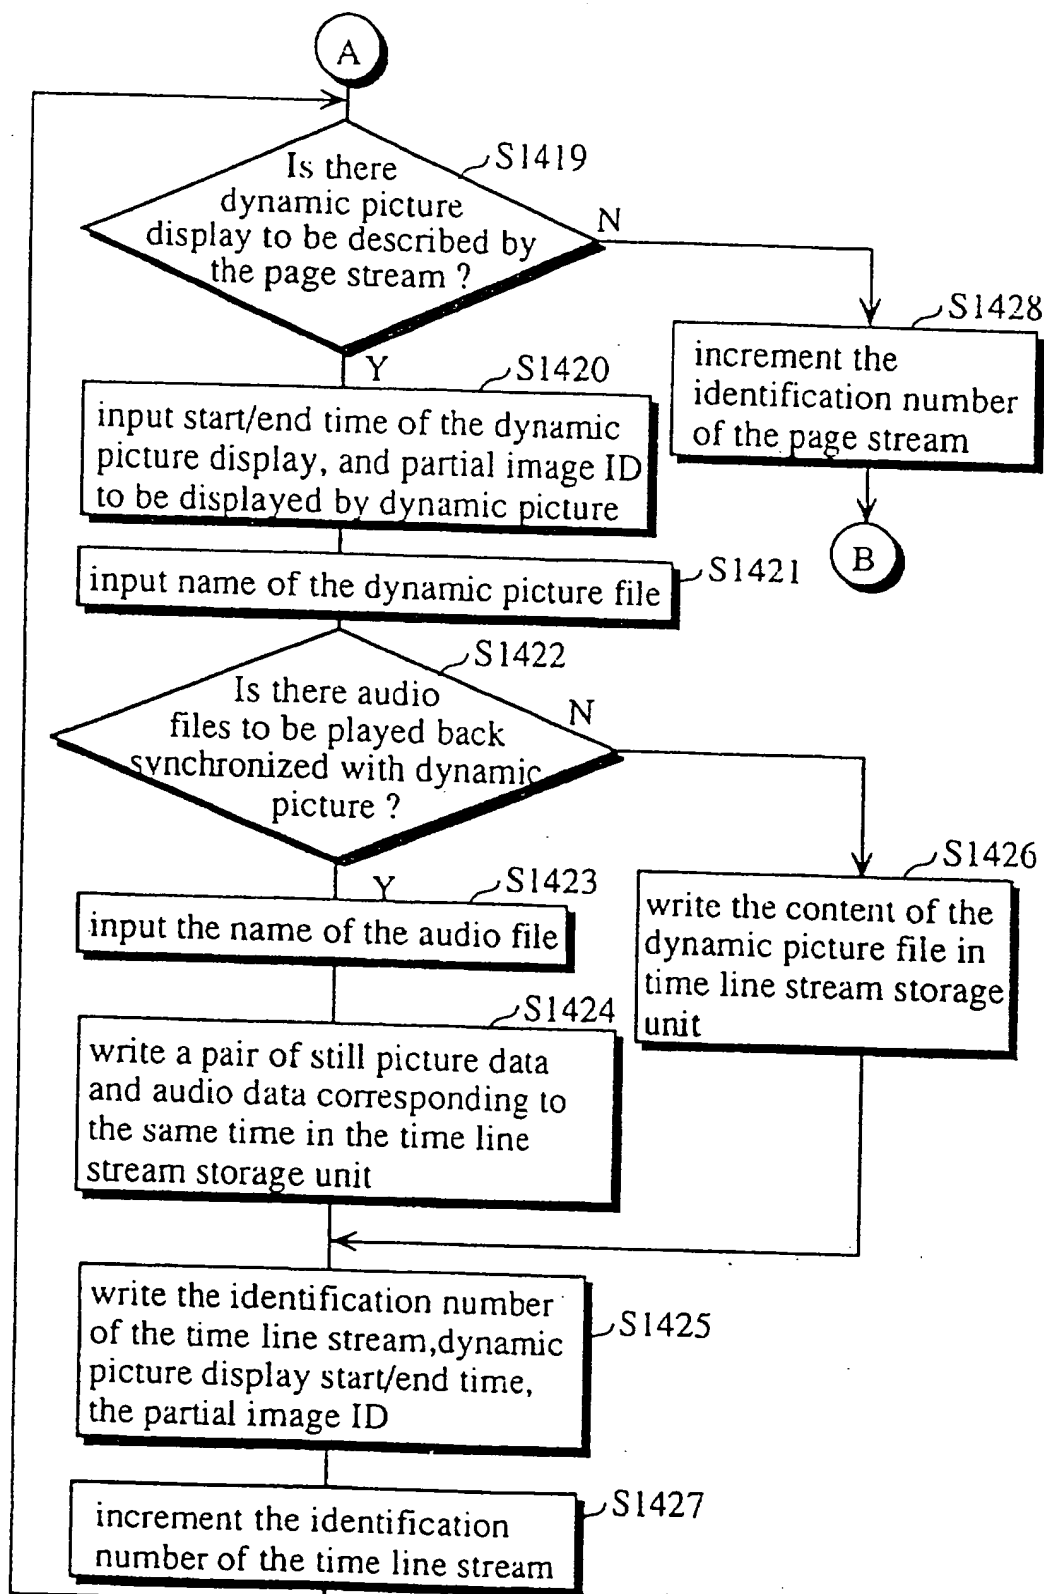 A
Is there
dynamic picture
display to be described by
the page stream ?
S1419
N
Y
S1428
increment the
identification number
of the page stream
B
S1420
input start/end time of the dynamic
picture display, and partial image ID
to be displayed by dynamic picture
S1421
input name of the dynamic picture file
S1422
Is there audio
files to be played back
synchronized with dynamic
picture ?
N
Y
S1423
input the name of the audio file
S1426
write the content of the
dynamic picture file in
time line stream storage
unit
S1424
write a pair of still picture data
and audio data corresponding to
the same time in the time line
stream storage unit
write the identification number
of the time line stream,dynamic
picture display start/end time,
the partial image ID
S1425
S1427
increment the identification
number of the time line stream